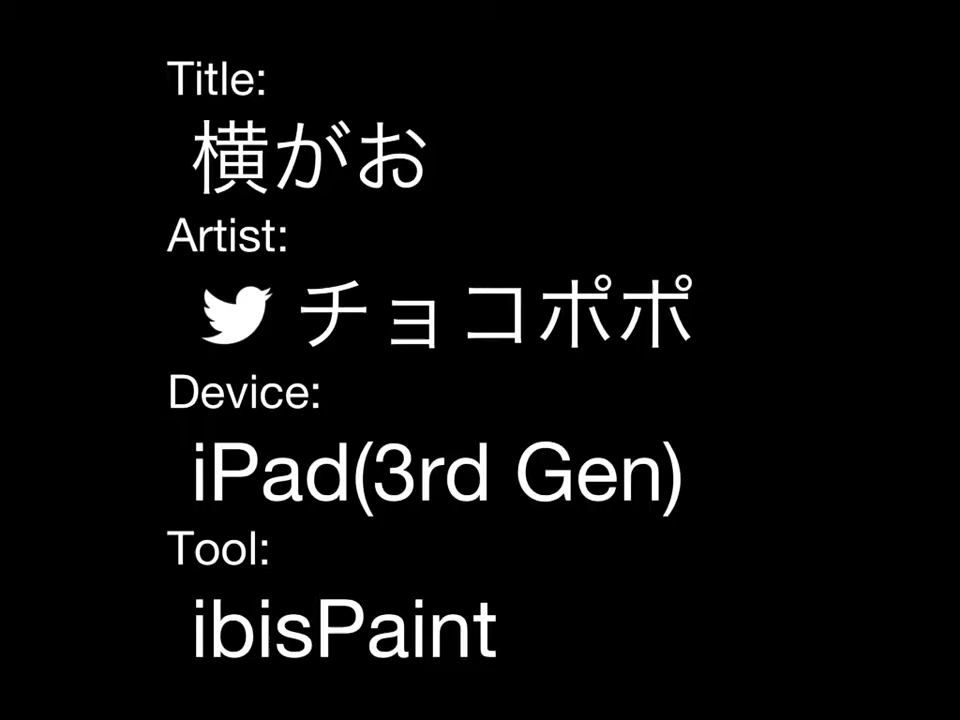 Title:
横がお
Artist:
チョコポポ
Device:
iPad(3rd Gen)
Tool:
ibisPaint